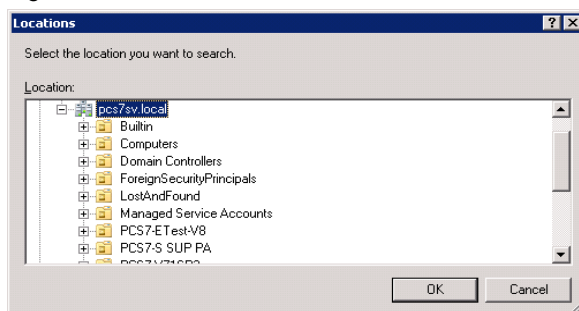 Locations
Select the location you want to search.
Location:
pcs7sv.local
Builtin
Computers
Domain Controllers
ForeignSecurityPrincipals
LostAndFound
Managed Service Accounts
PCS7-ETest-V8
PCS7-S SUP PA
OK Cancel